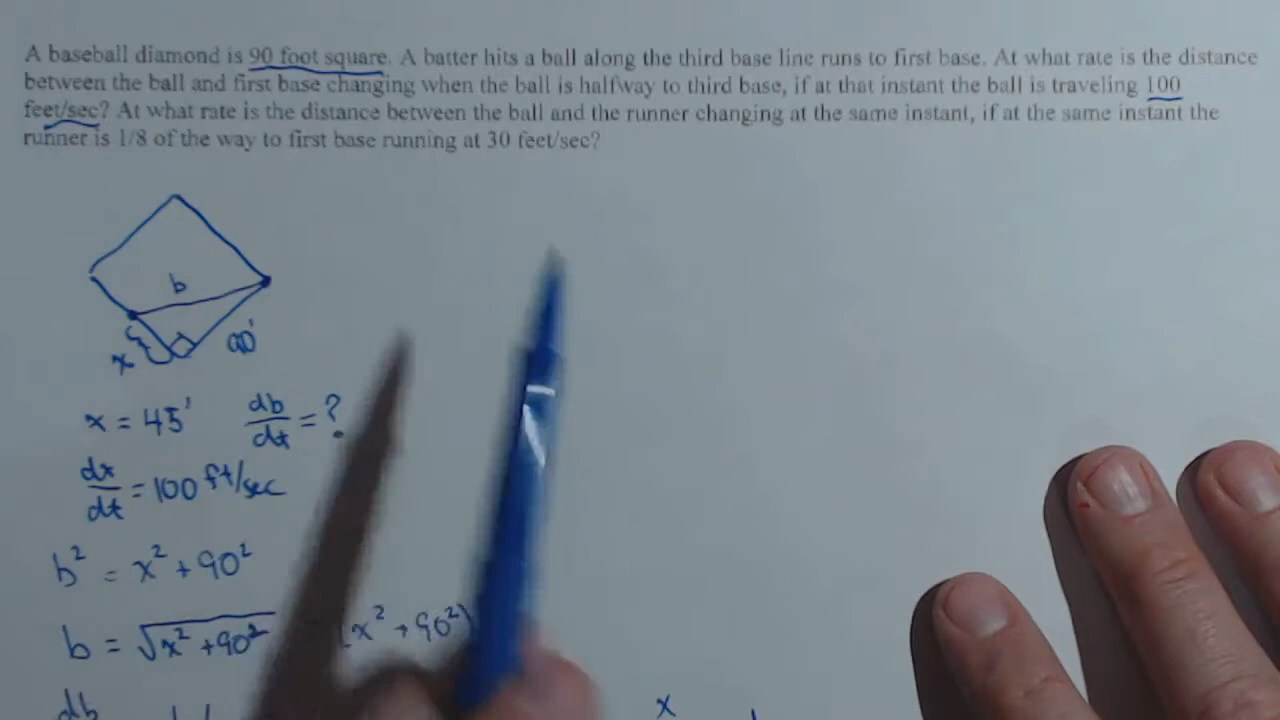 A baseball diamond is 90 foot square. A batter hits a ball along the third base line runs to first base. At what rate is the distance
between the ball and first base changing when the ball is halfway to third base, if at that instant the ball is traveling 100
feet/sec? At what rate is the distance between the ball and the runner changing at the same instant, if at the same instant the
runner is 1/8 of the way to first base running at 30 feet/sec?
b
x
90'
x = 45' db/dt = ?
dx/dt = 100 ft/sec
b² = x² + 90²
b = √x² + 90² (x² + 90²)
db
x